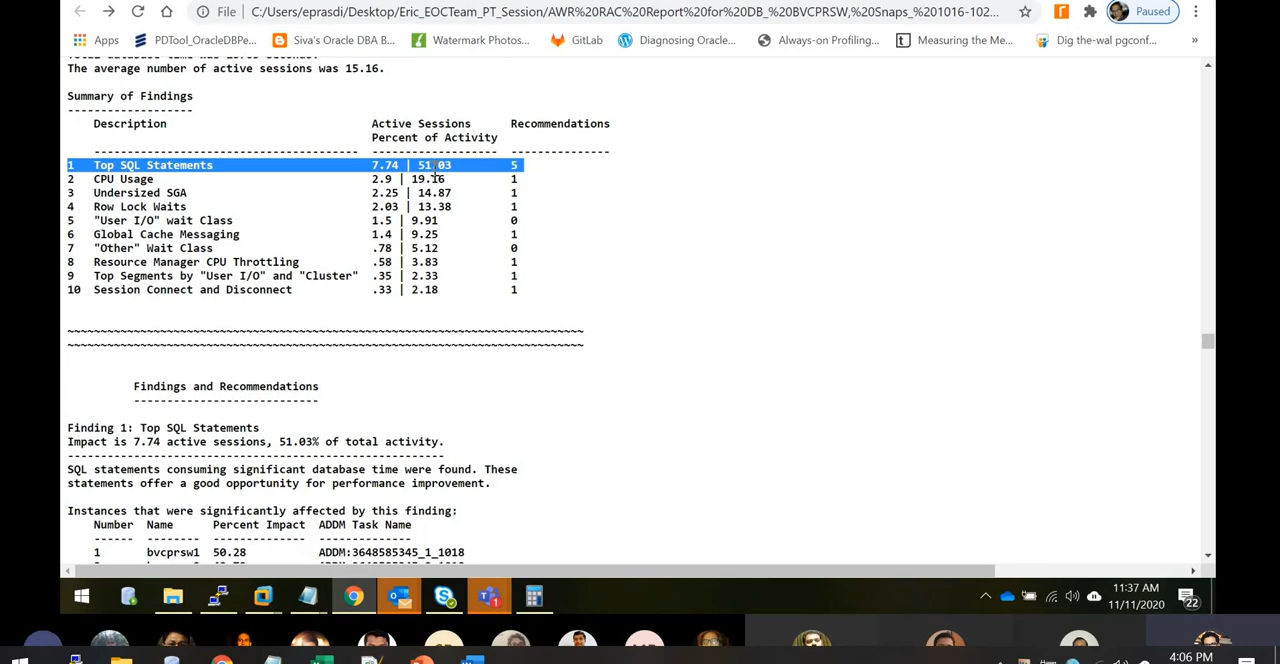 File | C:/Users/eprasdi/Desktop/Eric_EOCTeam_PT_Session/AWR%20RAC%20Report%20for%20DB_%20BVCPRSW,%20Snaps_%201016-102...
Paused
Apps
PDTool_OracleDBPe...
Siva's Oracle DBA B...
Watermark Photos...
GitLab
Diagnosing Oracle...
Always-on Profiling...
Measuring the Me...
Dig the-wal pgconf...
»
The average number of active sessions was 15.16.
Summary of Findings
-------------------
Description Active Sessions Recommendations
Percent of Activity
---------------------------------------- ------------------- ---------------
1 Top SQL Statements 7.74 | 51.03 5
2 CPU Usage 2.9 | 19.16 1
3 Undersized SGA 2.25 | 14.87 1
4 Row Lock Waits 2.03 | 13.38 1
5 "User I/O" wait Class 1.5 | 9.91 0
6 Global Cache Messaging 1.4 | 9.25 1
7 "Other" Wait Class .78 | 5.12 0
8 Resource Manager CPU Throttling .58 | 3.83 1
9 Top Segments by "User I/O" and "Cluster" .35 | 2.33 1
10 Session Connect and Disconnect .33 | 2.18 1
~~~~~~~~~~~~~~~~~~~~~~~~~~~~~~~~~~~~~~~~~~~~~~~~~~~~~~~~~~~~~~~~~~~~~~~~~~~~~~
~~~~~~~~~~~~~~~~~~~~~~~~~~~~~~~~~~~~~~~~~~~~~~~~~~~~~~~~~~~~~~~~~~~~~~~~~~~~~~
Findings and Recommendations
----------------------------
Finding 1: Top SQL Statements
Impact is 7.74 active sessions, 51.03% of total activity.
---------------------------------------------------------
SQL statements consuming significant database time were found. These
statements offer a good opportunity for performance improvement.
Instances that were significantly affected by this finding:
Number Name Percent Impact ADDM Task Name
------ -------- -------------- --------------
1 bvcprsw1 50.28 ADDM:3648585345_1_1018
11:37 AM
11/11/2020
22
4:06 PM